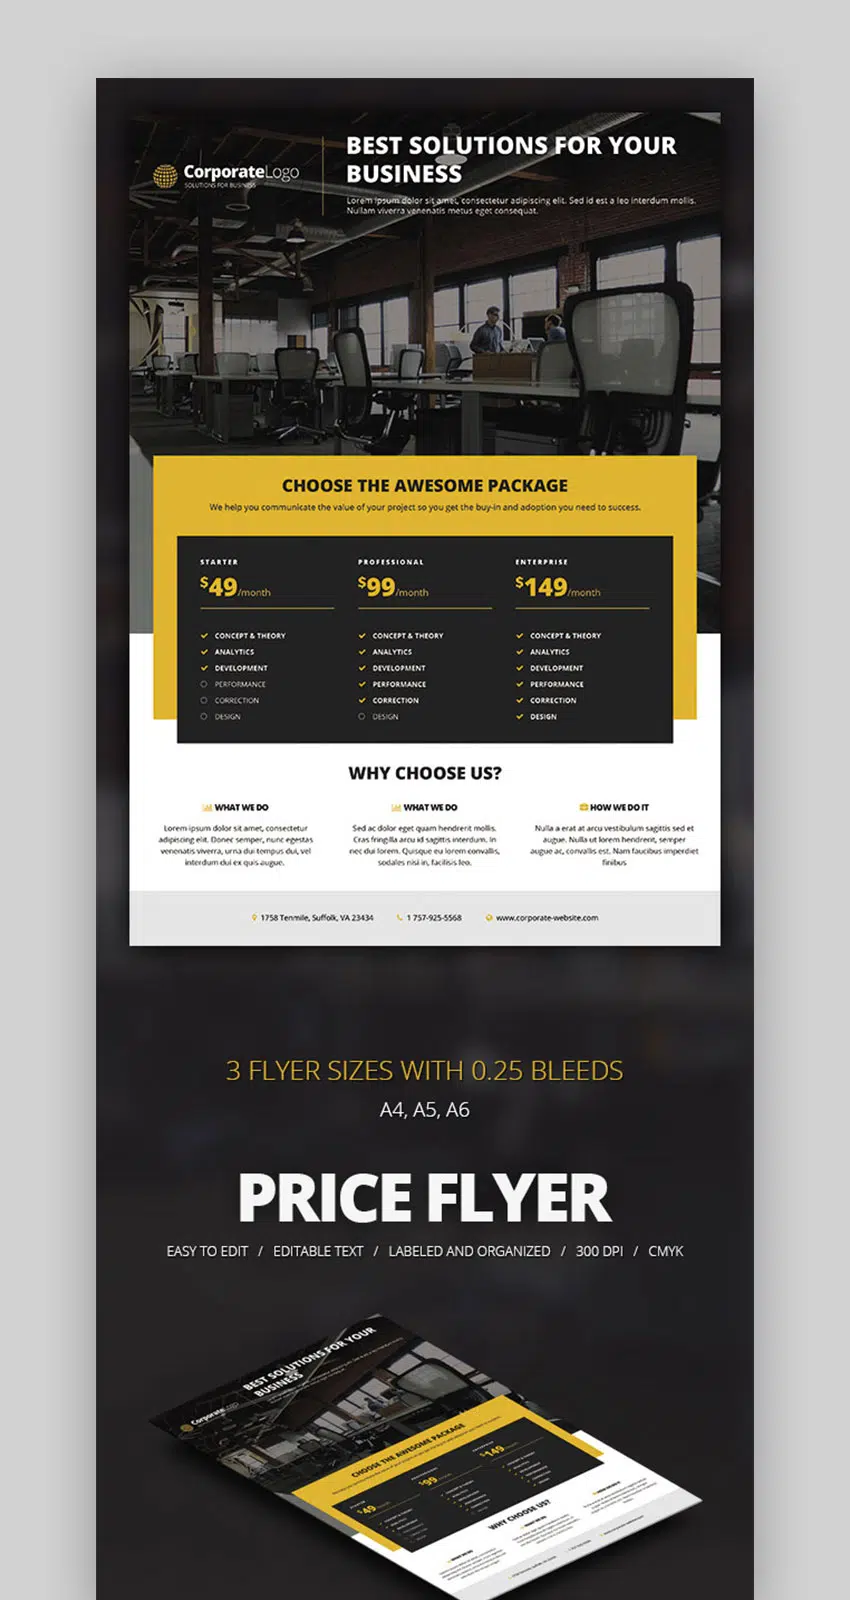 CorporateLogo
SOLUTIONS FOR BUSINESS
BEST SOLUTIONS FOR YOUR
BUSINESS
Lorem ipsum dolor sit amet, consectetur adipiscing elit. Sed id est a leo interdum mollis.
Nullam viverra venenatis metus eget consequat.
CHOOSE THE AWESOME PACKAGE
We help you communicate the value of your project so you get the buy-in and adoption you need to success.
STARTER
$49/month
CONCEPT & THEORY
ANALYTICS
DEVELOPMENT
PERFORMANCE
CORRECTION
DESIGN
PROFESSIONAL
$99/month
CONCEPT & THEORY
ANALYTICS
DEVELOPMENT
PERFORMANCE
CORRECTION
DESIGN
ENTERPRISE
$149/month
CONCEPT & THEORY
ANALYTICS
DEVELOPMENT
PERFORMANCE
CORRECTION
DESIGN
WHY CHOOSE US?
WHAT WE DO
Lorem ipsum dolor sit amet, consectetur
adipiscing elit. Donec semper, nunc egestas
venenatis viverra, urna dui tempus dui, vel
interdum dui ex quis augue.
WHAT WE DO
Sed ac dolor eget quam hendrerit mollis.
Cras fringilla arcu id sagittis interdum. In
nec dui lorem. Quisque eu lorem convallis,
sodales nisi in, facilisis leo.
HOW WE DO IT
Nulla a erat at arcu vestibulum sagittis sed et
augue. Nulla ut lorem hendrerit, semper
augue ac, convallis est. Nam faucibus imperdiet
finibus
1758 Tenmile, Suffolk, VA 23434
1 757-925-5568
www.corporate-website.com
3 FLYER SIZES WITH 0.25 BLEEDS
A4, A5, A6
PRICE FLYER
EASY TO EDIT / EDITABLE TEXT / LABELED AND ORGANIZED / 300 DPI / CMYK
CorporateLogo
BEST SOLUTIONS FOR YOUR
BUSINESS
CHOOSE THE AWESOME PACKAGE
$49
$99
$149
WHY CHOOSE US?